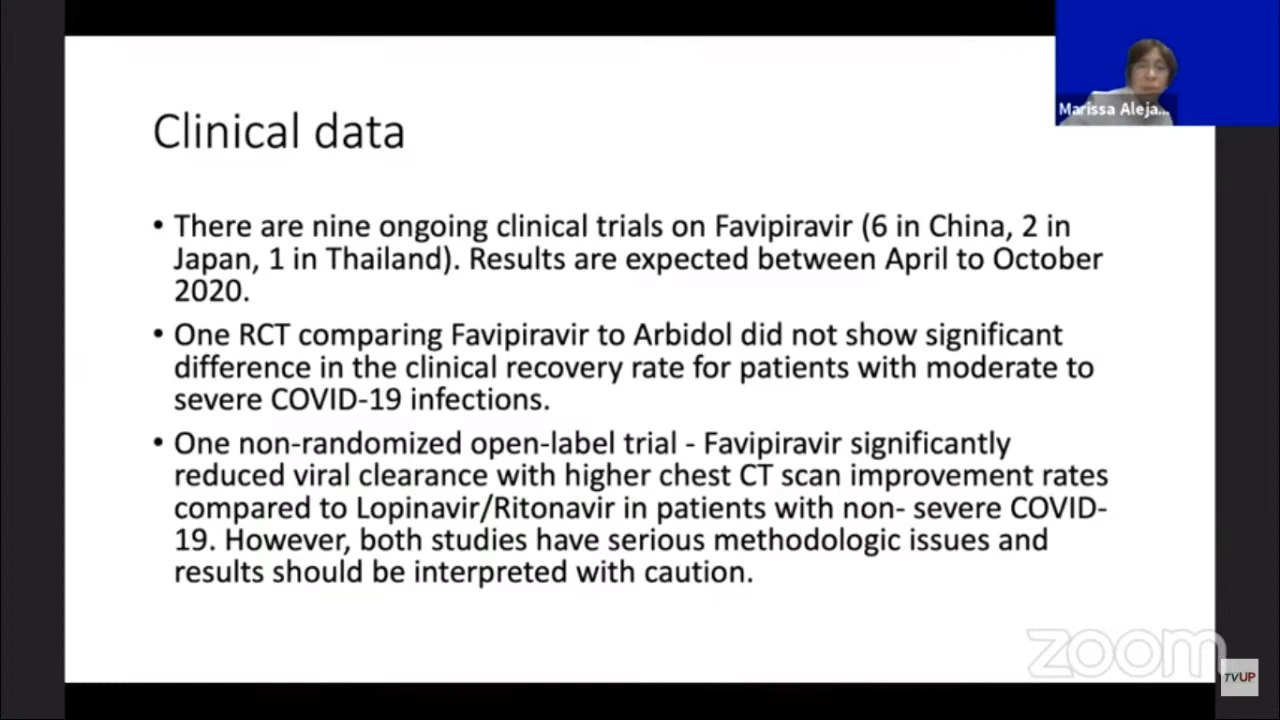 Marissa Aleja...
Clinical data
• There are nine ongoing clinical trials on Favipiravir (6 in China, 2 in
Japan, 1 in Thailand). Results are expected between April to October
2020.
• One RCT comparing Favipiravir to Arbidol did not show significant
difference in the clinical recovery rate for patients with moderate to
severe COVID-19 infections.
• One non-randomized open-label trial - Favipiravir significantly
reduced viral clearance with higher chest CT scan improvement rates
compared to Lopinavir/Ritonavir in patients with non- severe COVID-
19. However, both studies have serious methodologic issues and
results should be interpreted with caution.
zoom
TVUP